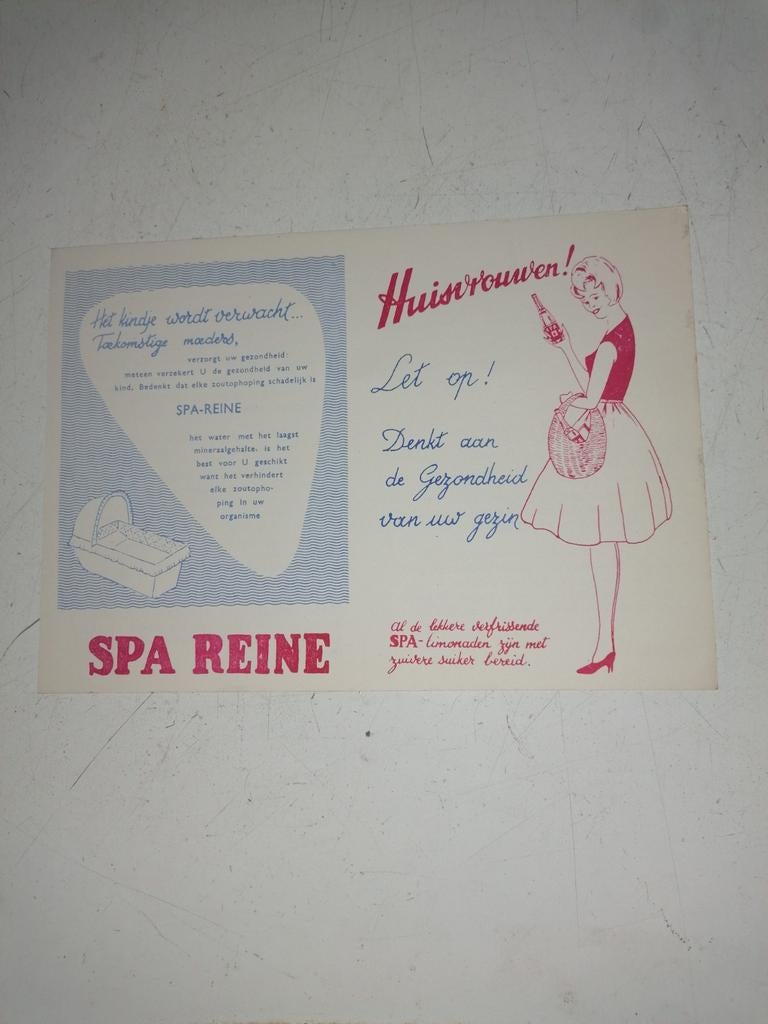 Het kindje wordt verwacht...
Toekomstige moeders,
verzorgt uw gezondheid:
meteen verzekert U de gezondheid van uw
kind. Bedenkt dat elke zoutophoping schadelijk is
SPA-REINE
het water met het laagst
mineraalgehalte. is het
best voor U geschikt
want het verhindert
elke zoutopho-
ping in uw
organisme
SPA REINE
Huisvrouwen!
Let op!
Denkt aan
de Gezondheid
van uw gezin
Al de lekkere verfrissende
SPA-limonaden zijn met
zuivere suiker bereid.